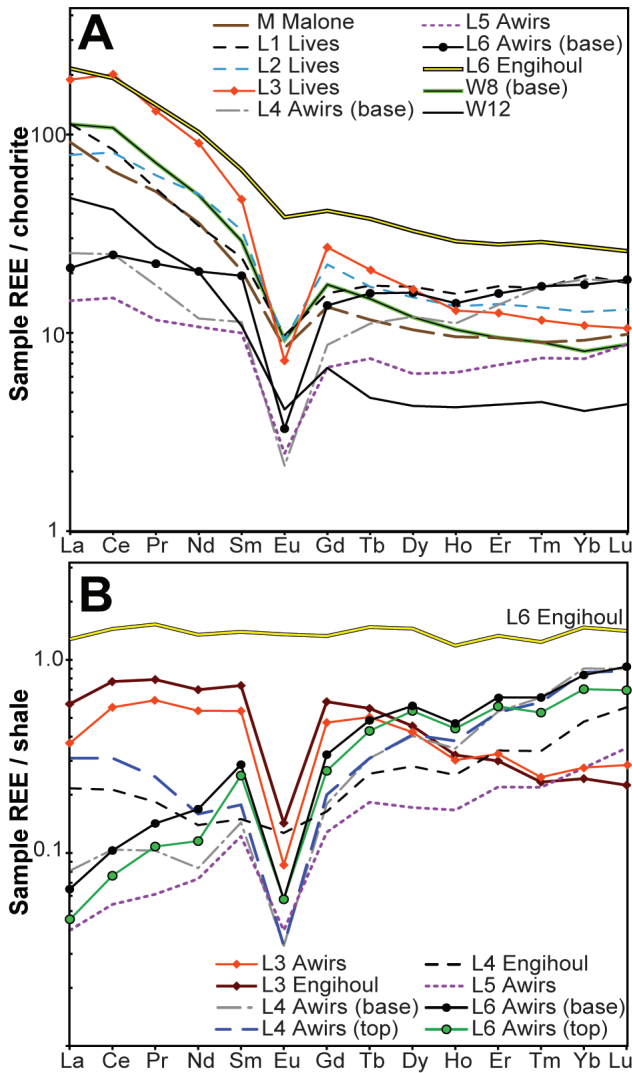 A
M Malone
L1 Lives
L2 Lives
L3 Lives
L4 Awirs (base)
L5 Awirs
L6 Awirs (base)
L6 Engihoul
W8 (base)
W12
Sample REE / chondrite
100
10
1
La Ce Pr Nd Sm Eu Gd Tb Dy Ho Er Tm Yb Lu
B
L6 Engihoul
Sample REE / shale
1.0
0.1
L3 Awirs
L3 Engihoul
L4 Awirs (base)
L4 Awirs (top)
L4 Engihoul
L5 Awirs
L6 Awirs (base)
L6 Awirs (top)
La Ce Pr Nd Sm Eu Gd Tb Dy Ho Er Tm Yb Lu